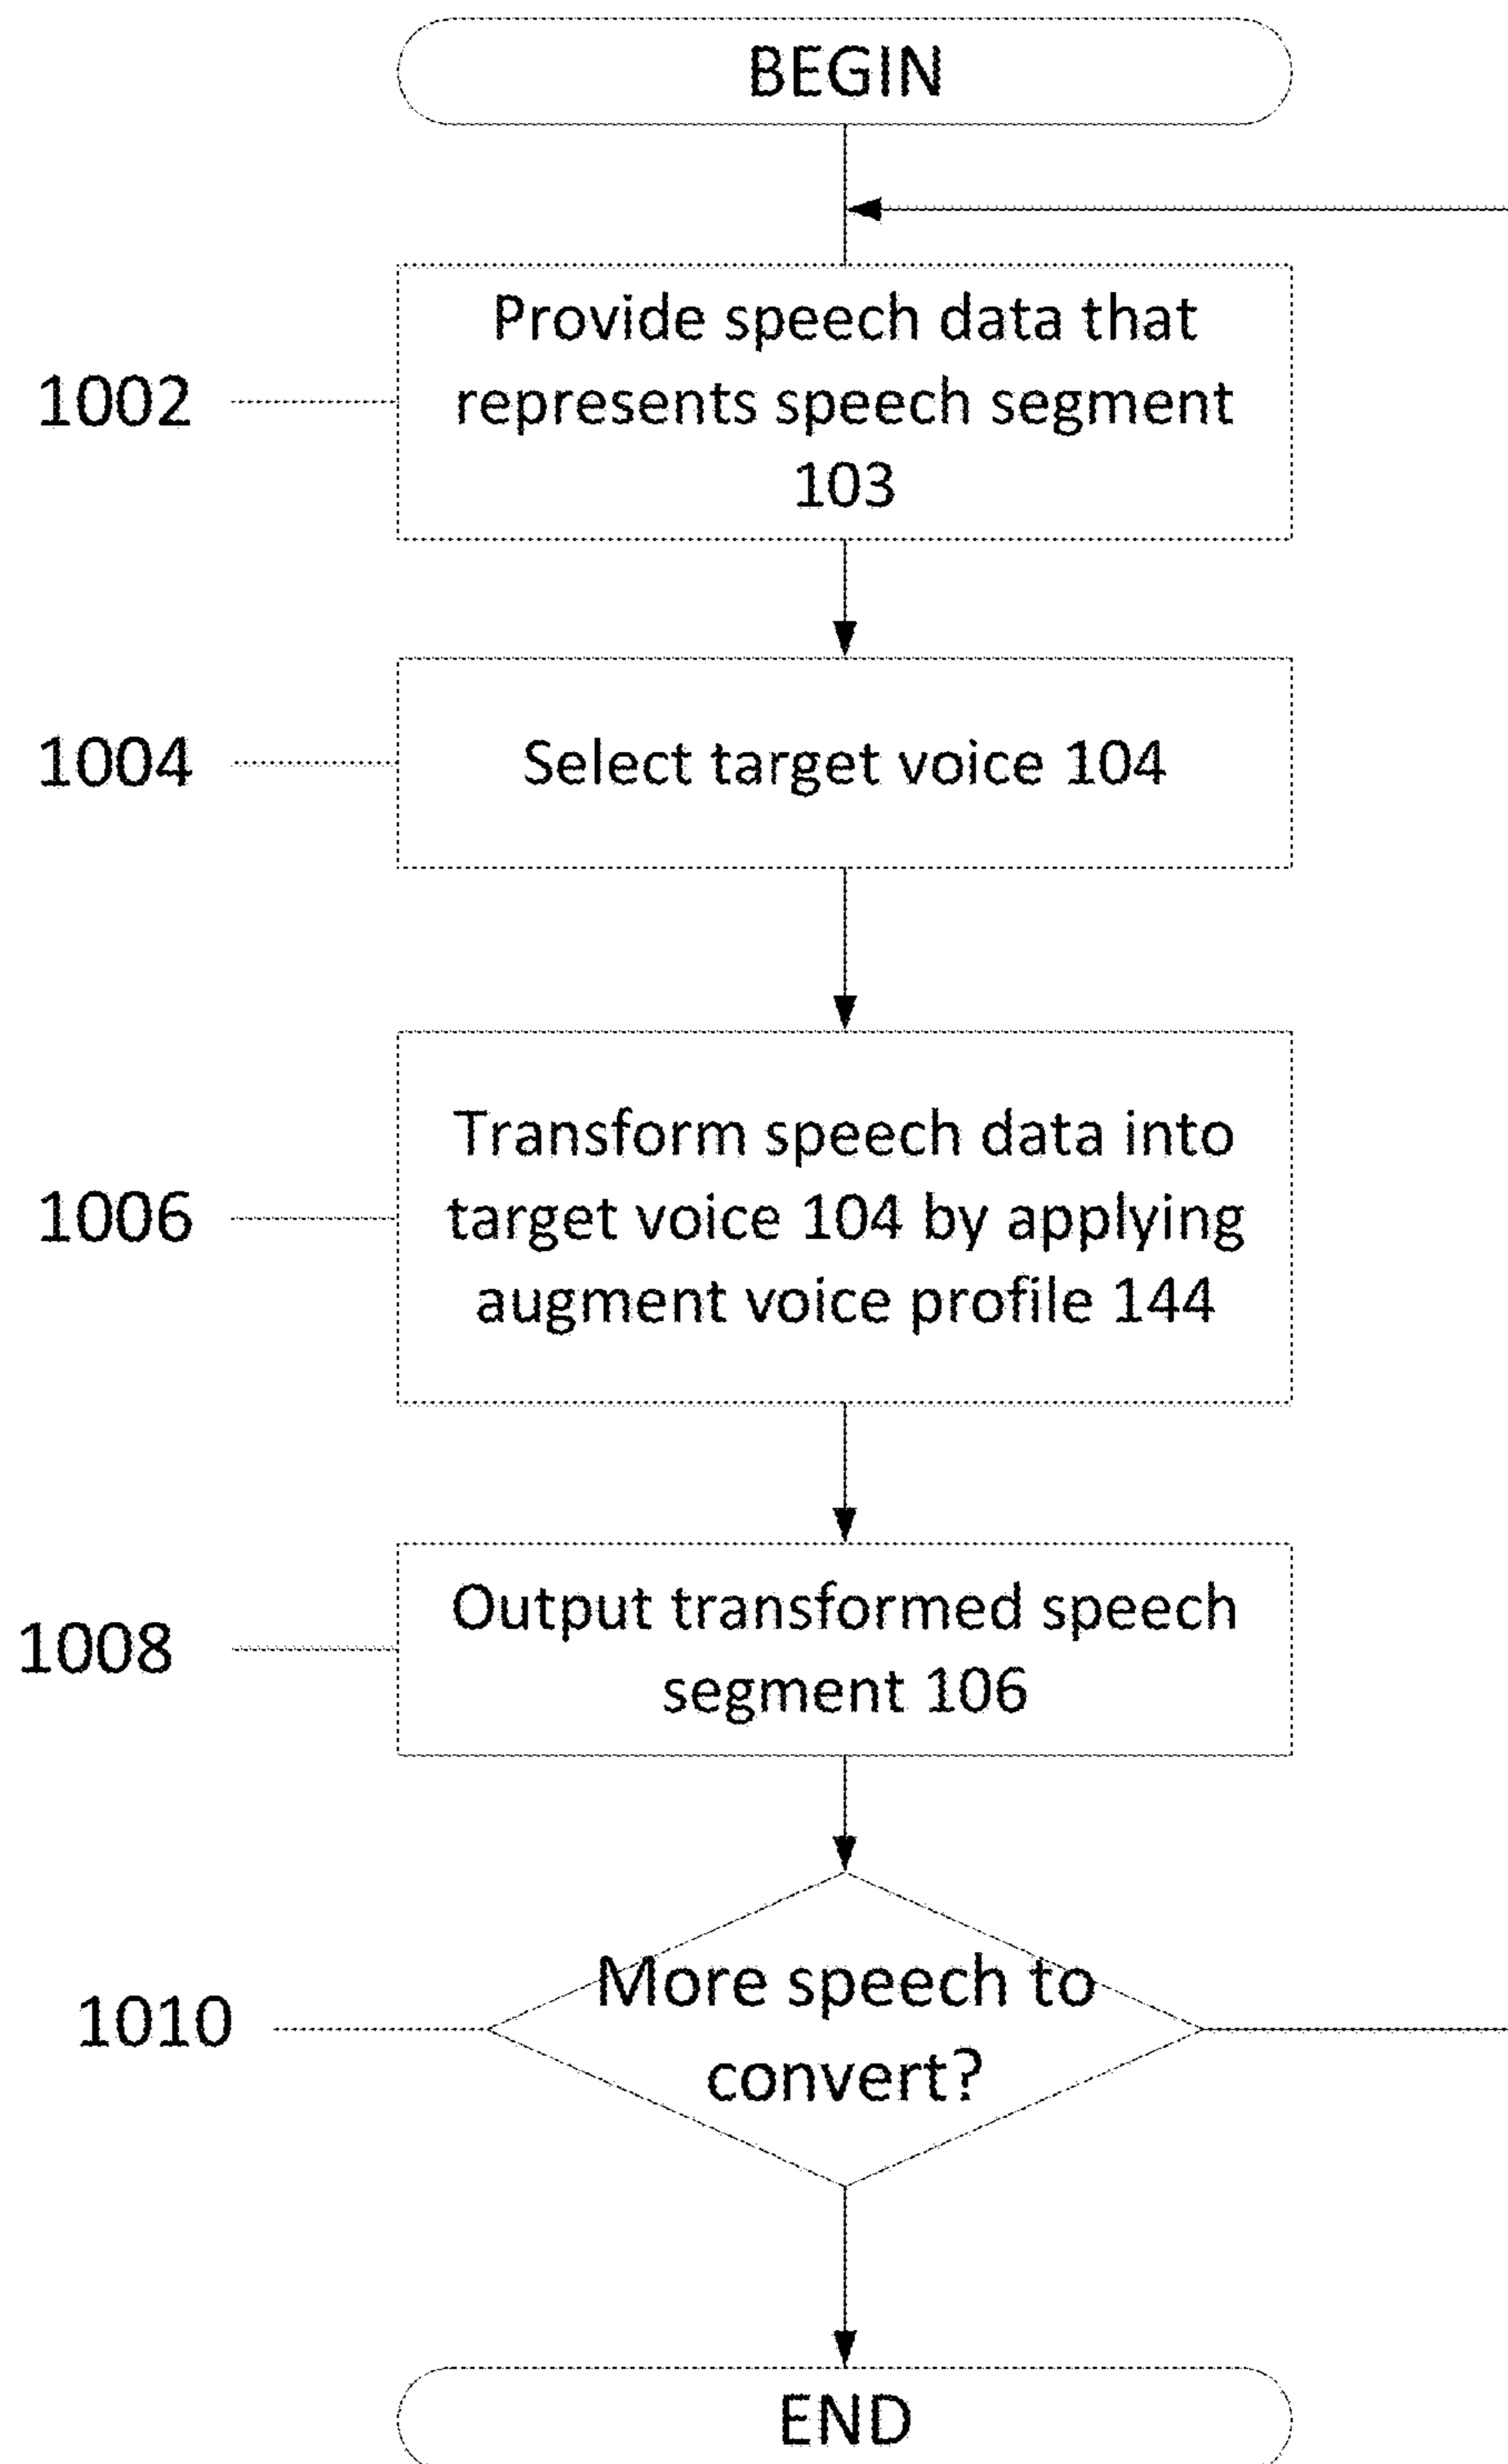 BEGIN
Provide speech data that
1002
represents speech segment
103
1004
Select target voice 104
Transform speech data into
1006
target voice 104 by applying
augment voice profile 144
Output transformed speech
1008
segment 106
More speech to
1010
convert?
END